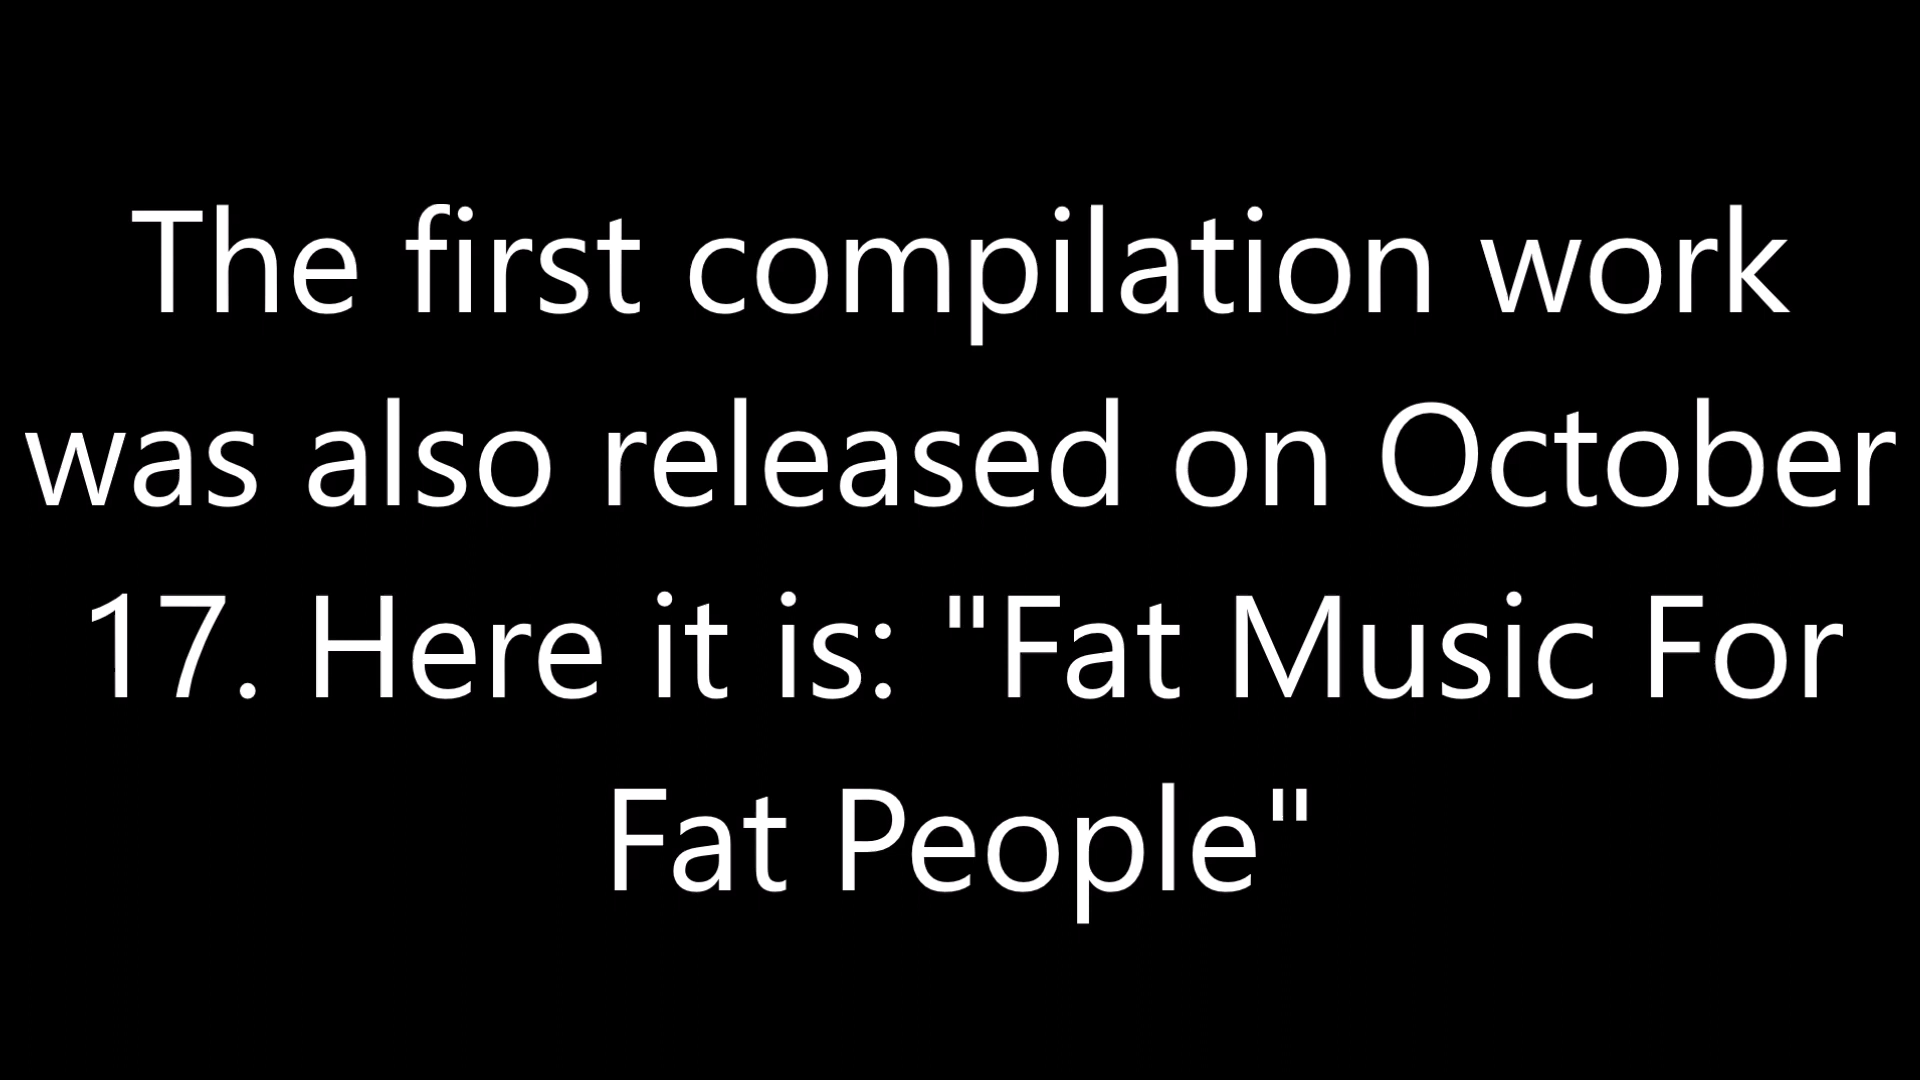 The first compilation work
was also released on October
17. Here it is: "Fat Music For
Fat People"